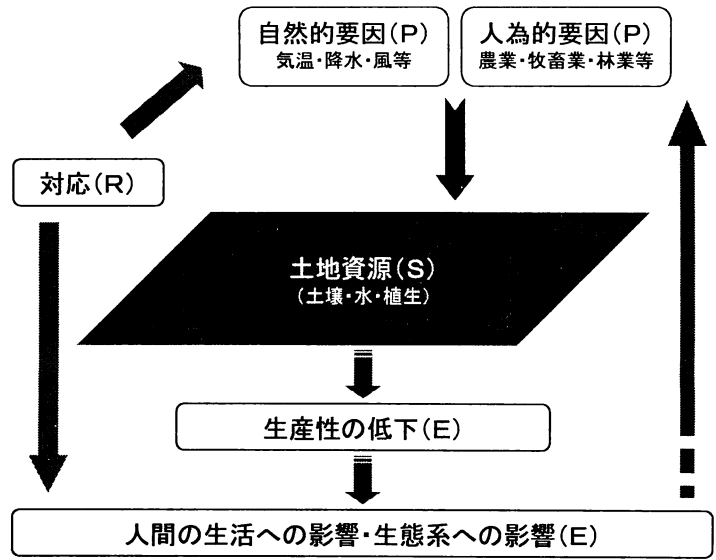 自然的要因(P)
気温・降水・風等
人為的要因(P)
農業・牧畜業・林業等
対応(R)
土地資源(S)
(土壌・水・植生)
生産性の低下(E)
人間の生活への影響・生態系への影響(E)